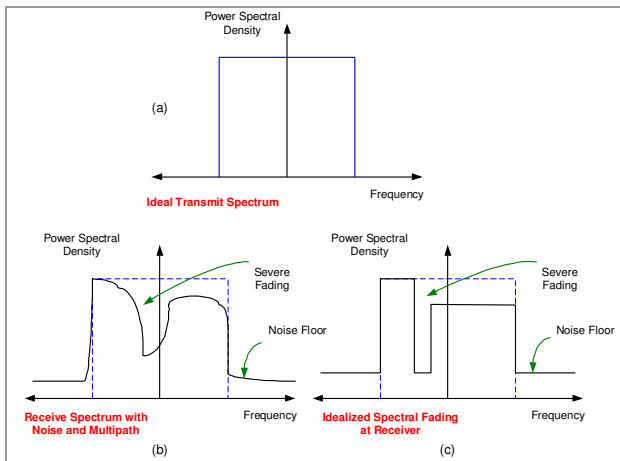 Power Spectral
Density
(a)
Ideal Transmit Spectrum
Frequency
Power Spectral
Density
Severe
Fading
Noise Floor
Receive Spectrum with
Noise and Multipath
Frequency
(b)
Power Spectral
Density
Severe
Fading
Noise Floor
Idealized Spectral Fading
at Receiver
Frequency
(c)